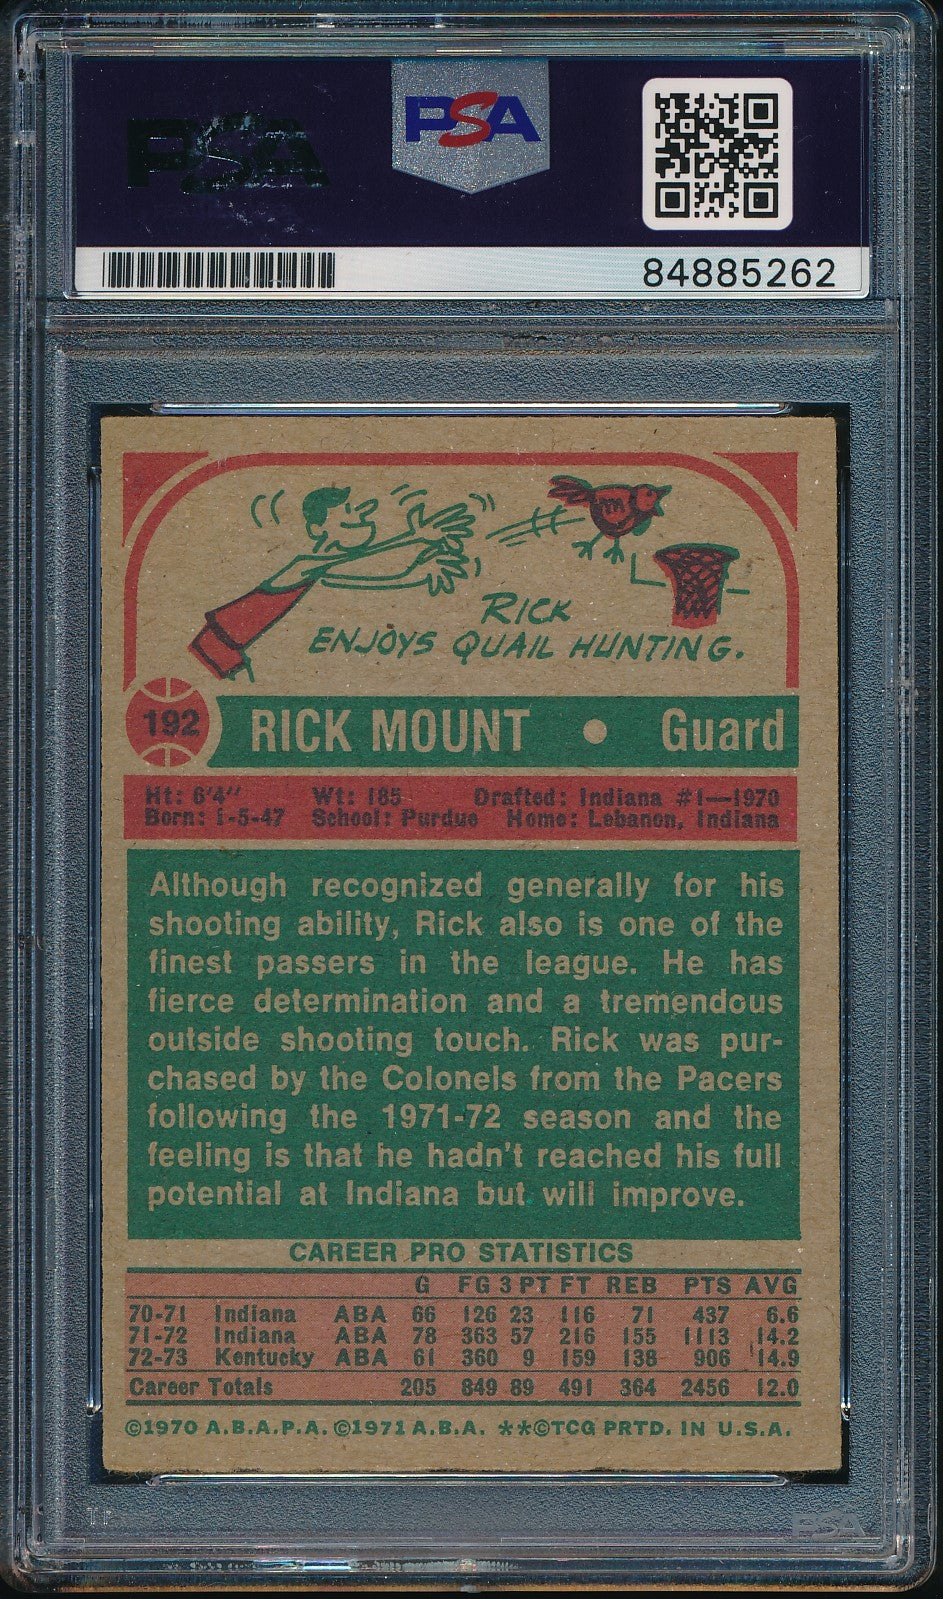 PSA
PSA
84885262
RICK
ENJOYS QUAIL HUNTING.
m
192 RICK MOUNT • Guard
Ht: 6'4" Wt: 185 Drafted: Indiana #1—1970
Born: 1-5-47 School: Purdue Home: Lebanon, Indiana
Although recognized generally for his
shooting ability, Rick also is one of the
finest passers in the league. He has
fierce determination and a tremendous
outside shooting touch. Rick was pur-
chased by the Colonels from the Pacers
following the 1971-72 season and the
feeling is that he hadn't reached his full
potential at Indiana but will improve.
CAREER PRO STATISTICS
G FG 3 PT FT REB PTS AVG
70-71 Indiana ABA 66 126 23 116 71 437 6.6
71-72 Indiana ABA 78 363 57 216 155 1113 14.2
72-73 Kentucky ABA 61 360 9 159 138 906 14.9
Career Totals 205 849 89 491 364 2456 12.0
©1970 A.B.A.P.A. ©1971 A.B.A. **©TCG PRTD. IN U.S.A.
PSA